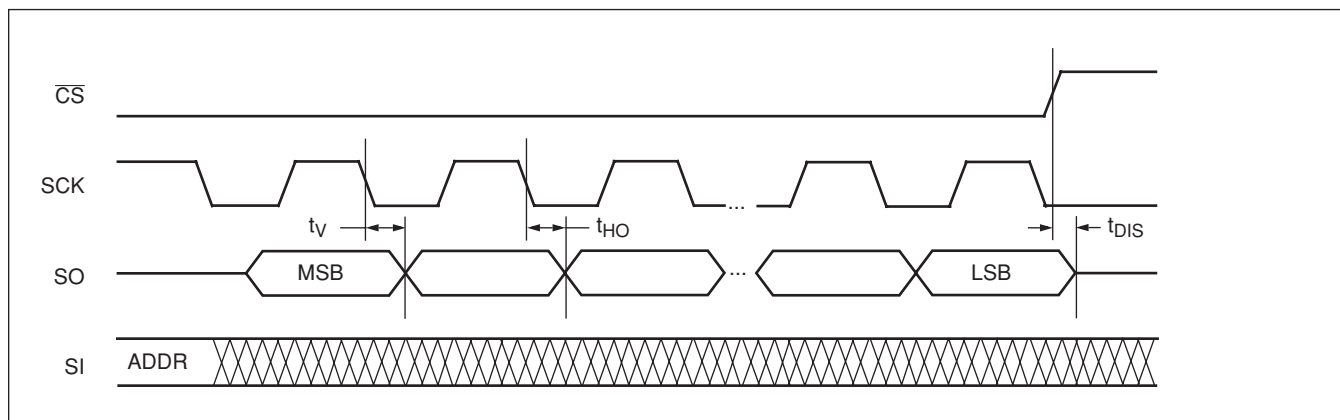 CS
SCK
...
tV
tHO
tDIS
SO
MSB
...
LSB
SI
ADDR